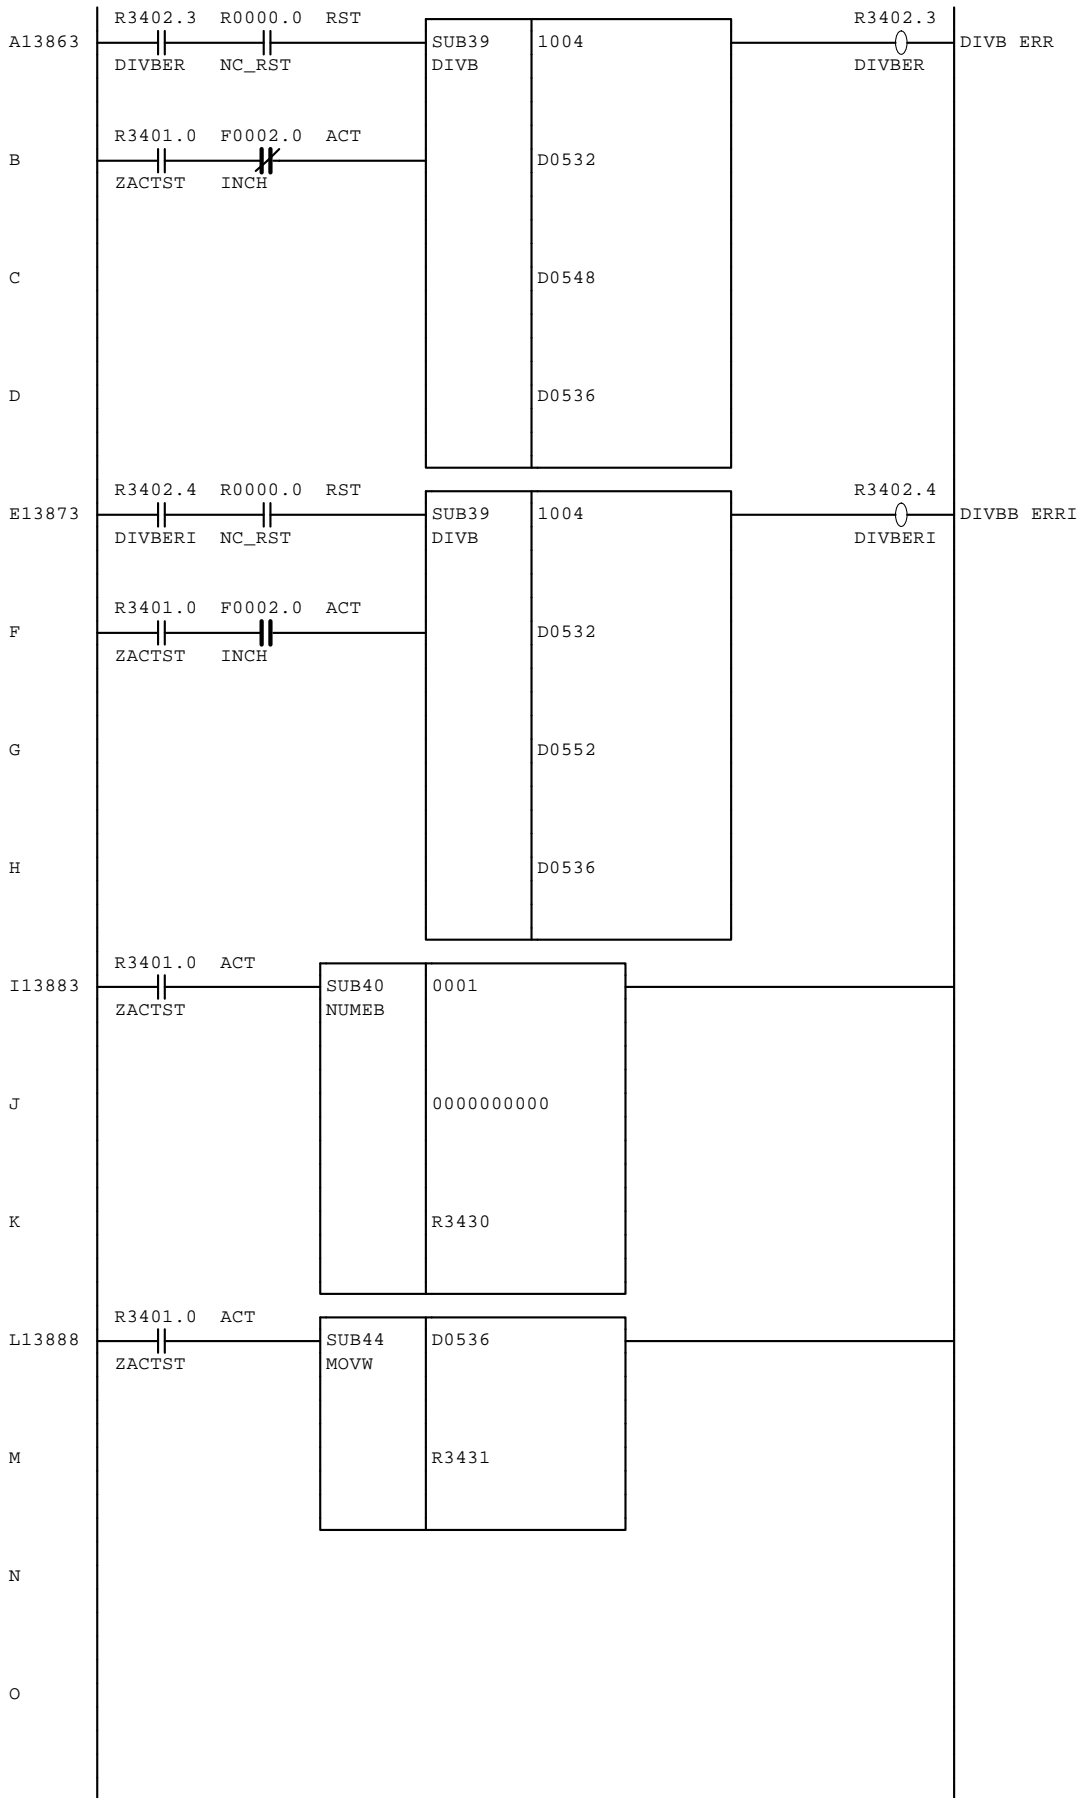 R3402.3 R0000.0 RST R3402.3
A13863 SUB39 1004 DIVB ERR
DIVBER NC_RST DIVB DIVBER
R3401.0 F0002.0 ACT
B D0532
ZACTST INCH
C D0548
D D0536
R3402.4 R0000.0 RST R3402.4
E13873 SUB39 1004 DIVBB ERRI
DIVBERI NC_RST DIVB DIVBERI
R3401.0 F0002.0 ACT
F D0532
ZACTST INCH
G D0552
H D0536
R3401.0 ACT
I13883 SUB40 0001
ZACTST NUMEB
J 0000000000
K R3430
R3401.0 ACT
L13888 SUB44 D0536
ZACTST MOVW
M R3431
N
O